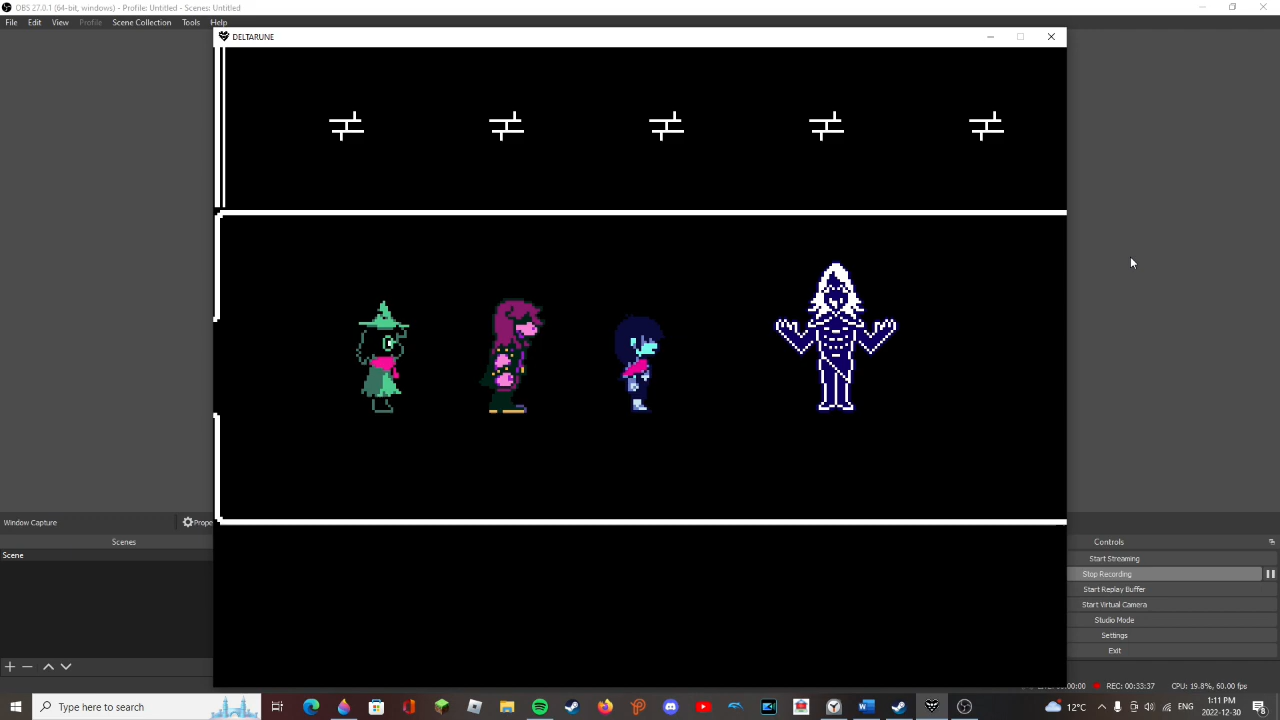 OBS 27.0.1 (64-bit, windows) - Profile: Untitled - Scenes: Untitled
File Edit View Profile Scene Collection Tools Help
DELTARUNE
Window Capture
Prope
Scenes
Scene
Controls
Start Streaming
Stop Recording
Start Replay Buffer
Start Virtual Camera
Studio Mode
Settings
Exit
REC: 00:33:37 CPU: 19.8%, 60.00 fps
Type here to search
12°C
ENG
1:11 PM
2022-12-30
8